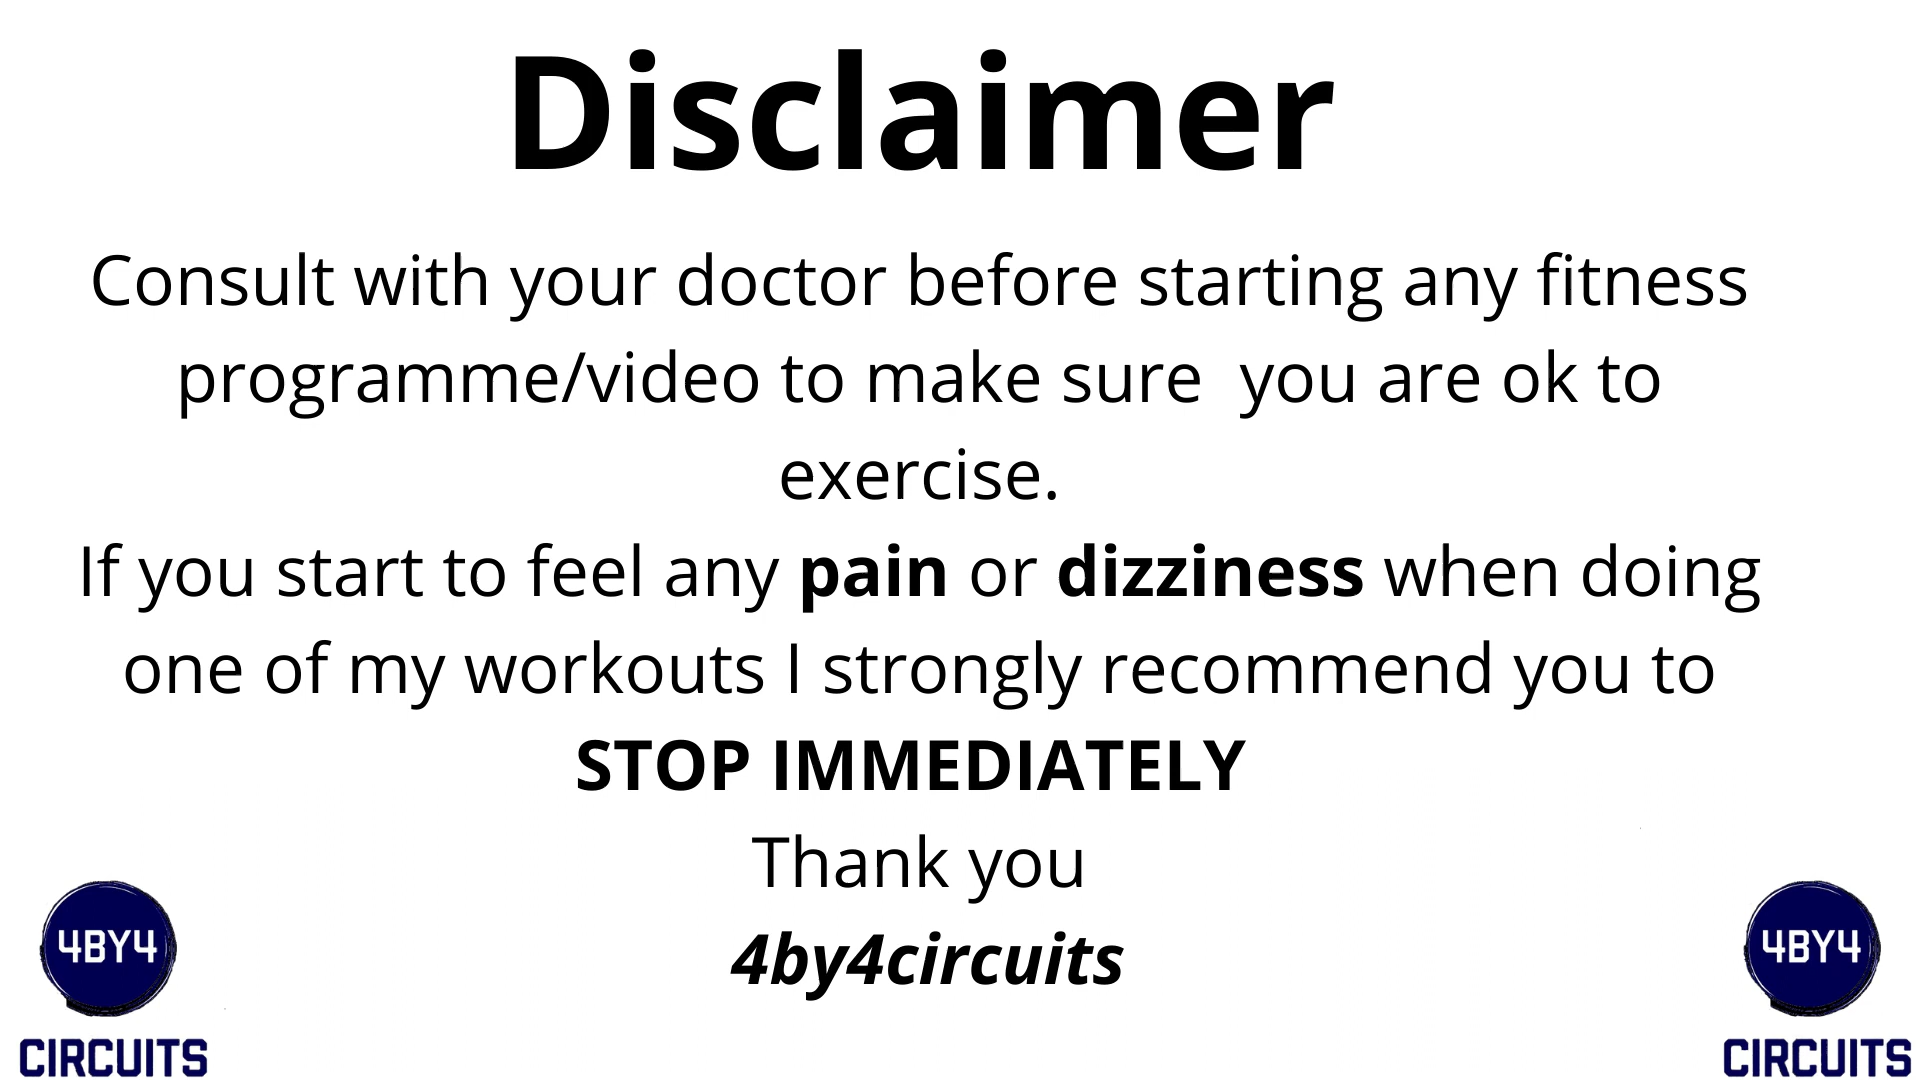 Disclaimer
Consult with your doctor before starting any fitness
programme/video to make sure  you are ok to
exercise.
If you start to feel any pain or dizziness when doing
one of my workouts I strongly recommend you to
STOP IMMEDIATELY
Thank you
4by4circuits
4BY4
CIRCUITS
4BY4
CIRCUITS